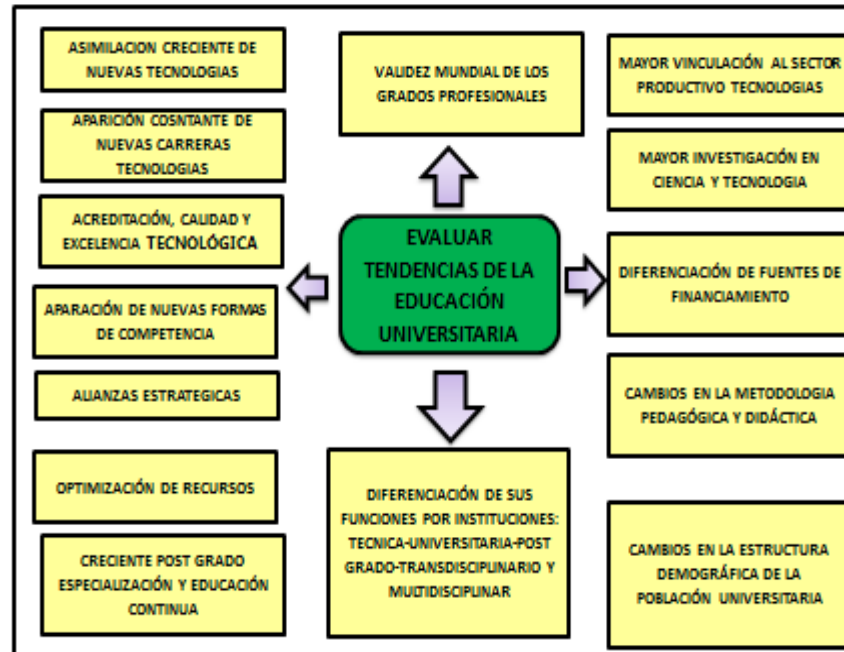 ASIMILACION CRECIENTE DE
NUEVAS TECNOLOGIAS
APARICIÓN COSNTANTE DE
NUEVAS CARRERAS
TECNOLOGIAS
ACREDITACIÓN, CALIDAD Y
EXCELENCIA TECNOLÓGICA
APARACIÓN DE NUEVAS FORMAS
DE COMPETENCIA
ALIANZAS ESTRATEGICAS
OPTIMIZACIÓN DE RECURSOS
CRECIENTE POST GRADO
ESPECIALIZACIÓN Y EDUCACIÓN
CONTINUA
VALIDEZ MUNDIAL DE LOS
GRADOS PROFESIONALES
EVALUAR
TENDENCIAS DE LA
EDUCACIÓN
UNIVERSITARIA
DIFERENCIACIÓN DE SUS
FUNCIONES POR INSTITUCIONES:
TECNICA-UNIVERSITARIA-POST
GRADO-TRANSDISCIPLINARIO Y
MULTIDISCIPLINAR
MAYOR VINCULACIÓN AL SECTOR
PRODUCTIVO TECNOLOGIAS
MAYOR INVESTIGACIÓN EN
CIENCIA Y TECNOLOGIA
DIFERENCIACIÓN DE FUENTES DE
FINANCIAMIENTO
CAMBIOS EN LA METODOLOGIA
PEDAGÓGICA Y DIDÁCTICA
CAMBIOS EN LA ESTRUCTURA
DEMOGRÁFICA DE LA
POBLACIÓN UNIVERSITARIA